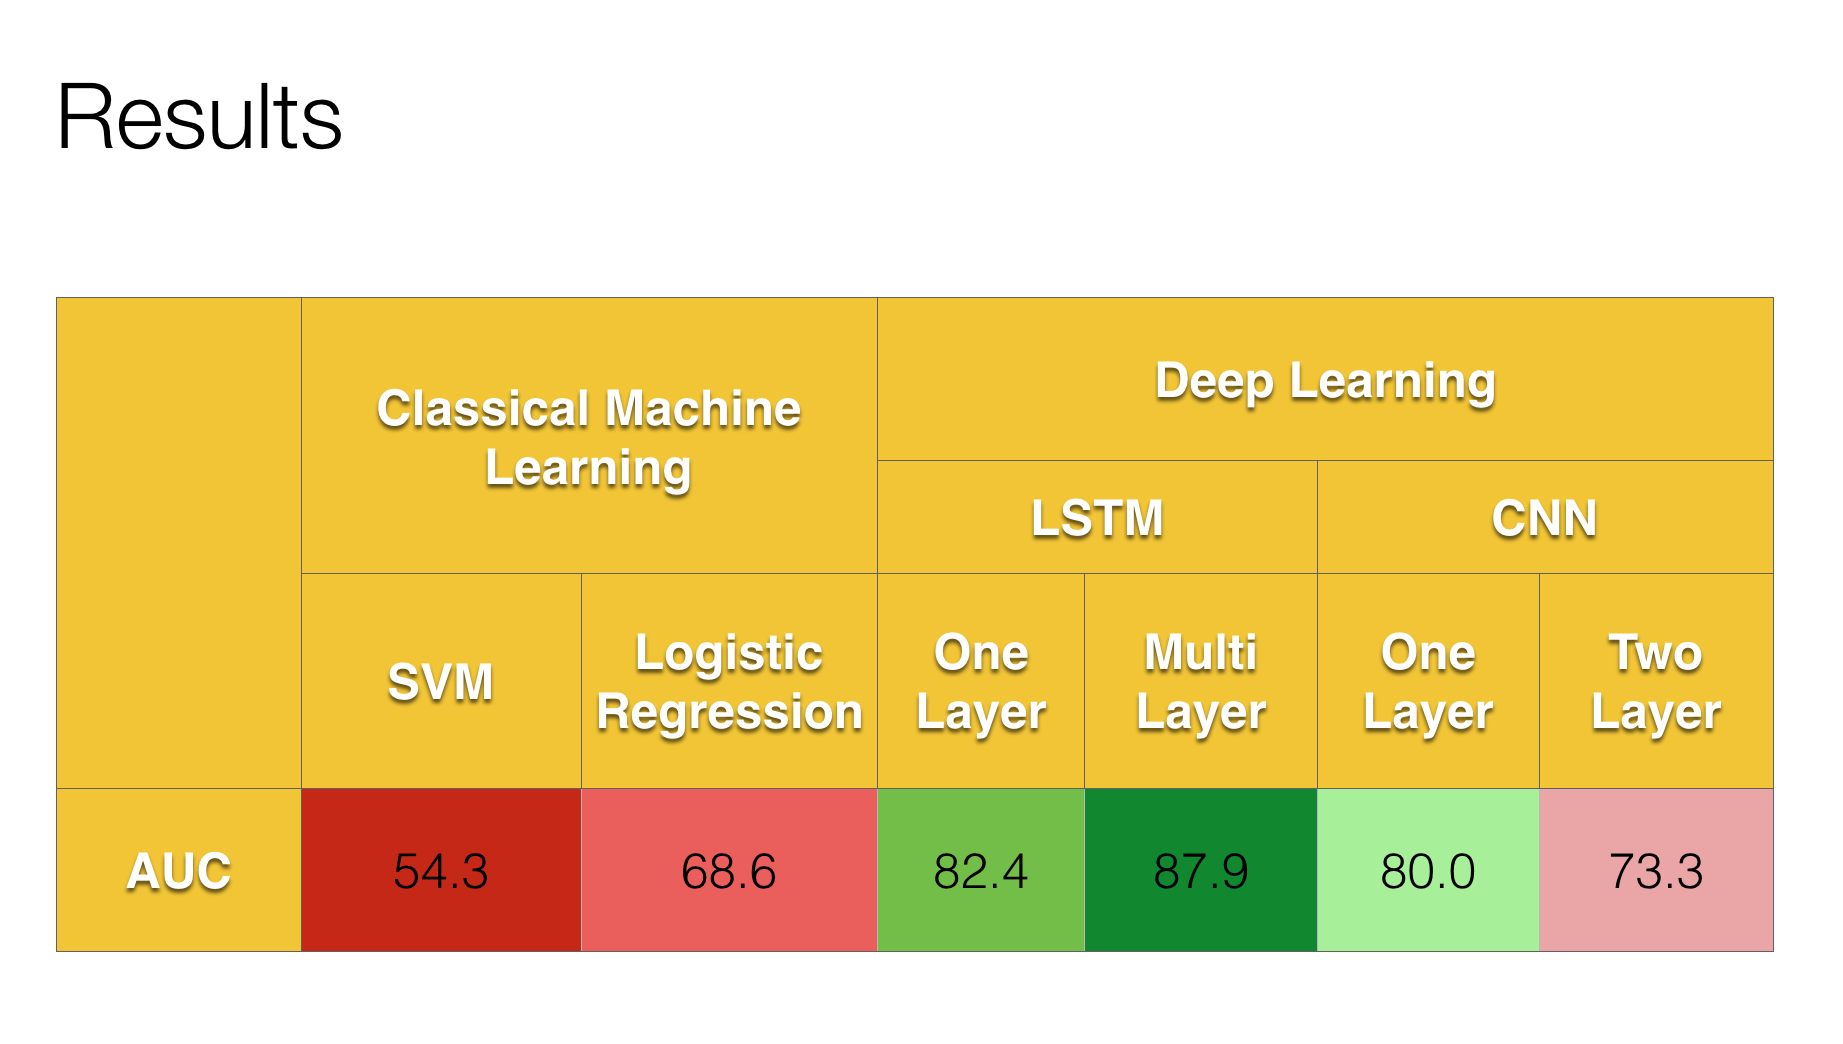 Results
Deep Learning
Classical Machine
Learning
LSTM
CNN
SVM
Logistic
Regression
One
Layer
Multi
Layer
One
Layer
Two
Layer
AUC
54.3
68.6
82.4
87.9
80.0
73.3